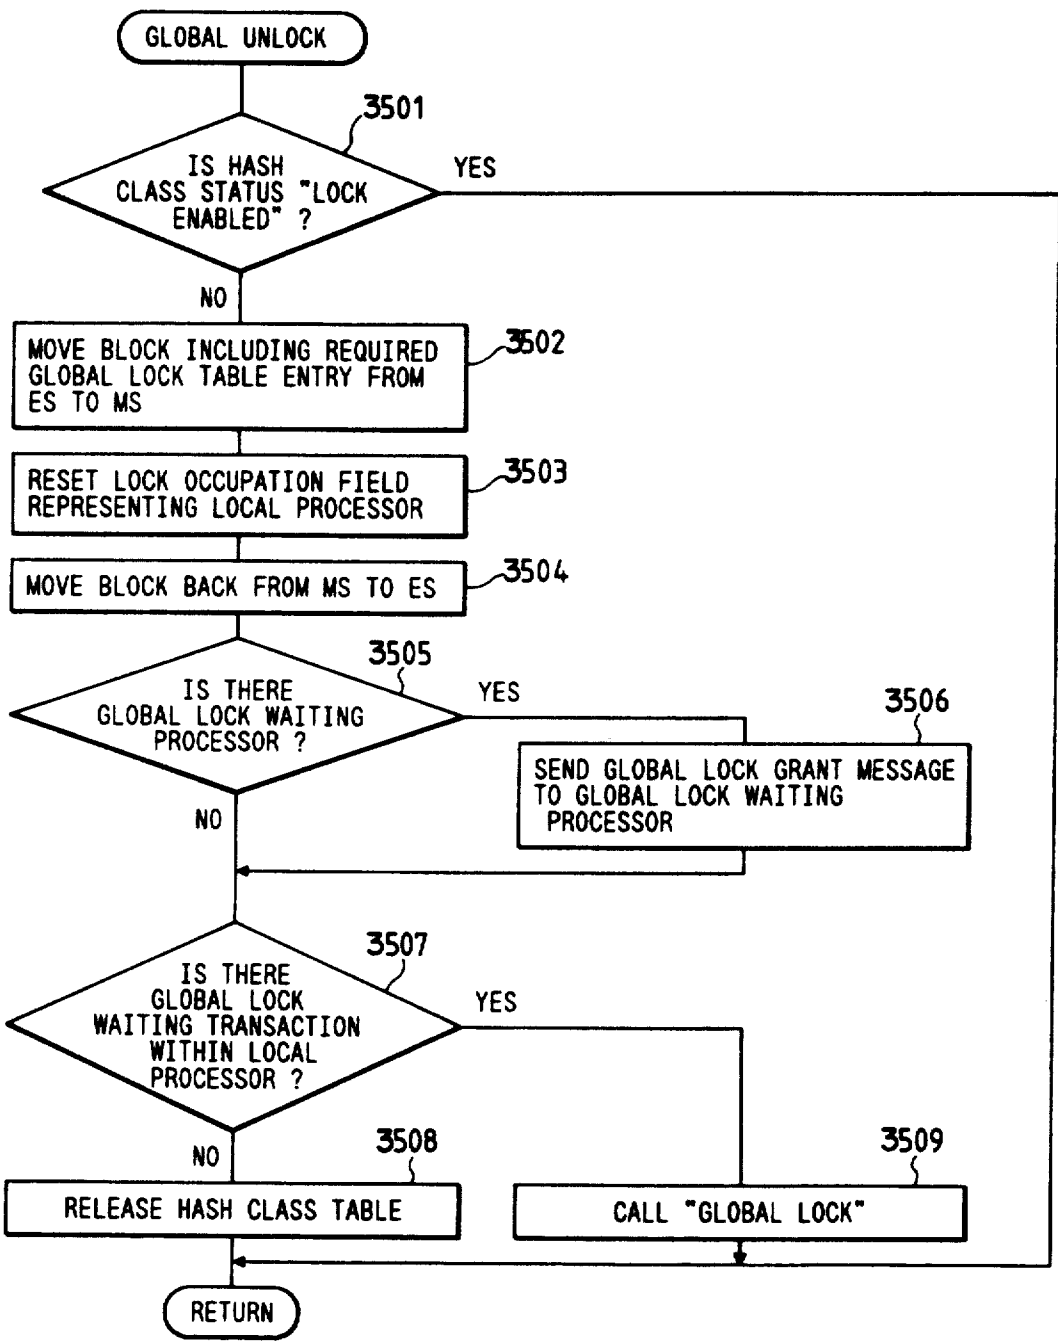 GLOBAL UNLOCK
3501
IS HASH
CLASS STATUS "LOCK
ENABLED" ?
YES
NO
MOVE BLOCK INCLUDING REQUIRED
GLOBAL LOCK TABLE ENTRY FROM
ES TO MS
3502
RESET LOCK OCCUPATION FIELD
REPRESENTING LOCAL PROCESSOR
3503
MOVE BLOCK BACK FROM MS TO ES
3504
3505
IS THERE
GLOBAL LOCK WAITING
PROCESSOR ?
YES
NO
3506
SEND GLOBAL LOCK GRANT MESSAGE
TO GLOBAL LOCK WAITING
PROCESSOR
3507
IS THERE
GLOBAL LOCK
WAITING TRANSACTION
WITHIN LOCAL
PROCESSOR ?
YES
NO
3508
RELEASE HASH CLASS TABLE
3509
CALL "GLOBAL LOCK"
RETURN